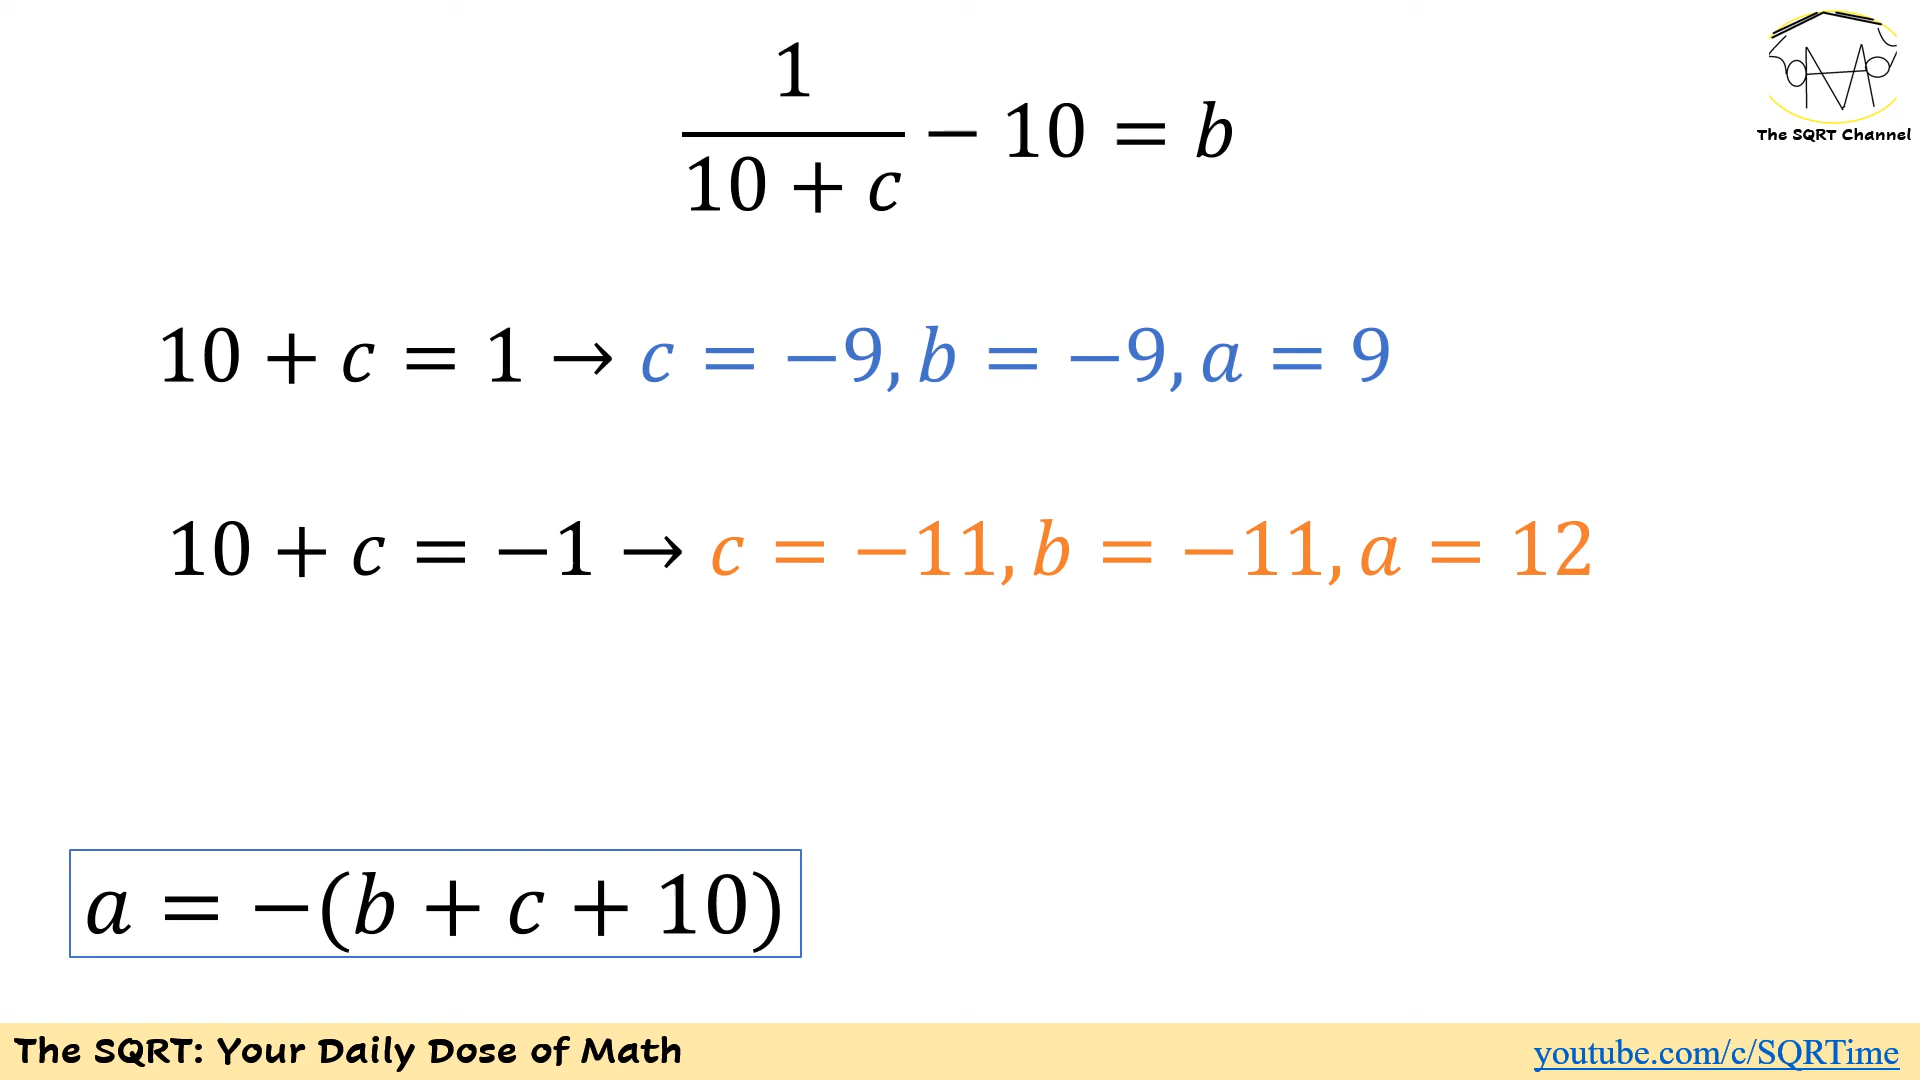 1/(10 + c) − 10 = b
The SQRT Channel
10 + c = 1 → c = −9, b = −9, a = 9
10 + c = −1 → c = −11, b = −11, a = 12
a = −(b + c + 10)
The SQRT: Your Daily Dose of Math
youtube.com/c/SQRTime